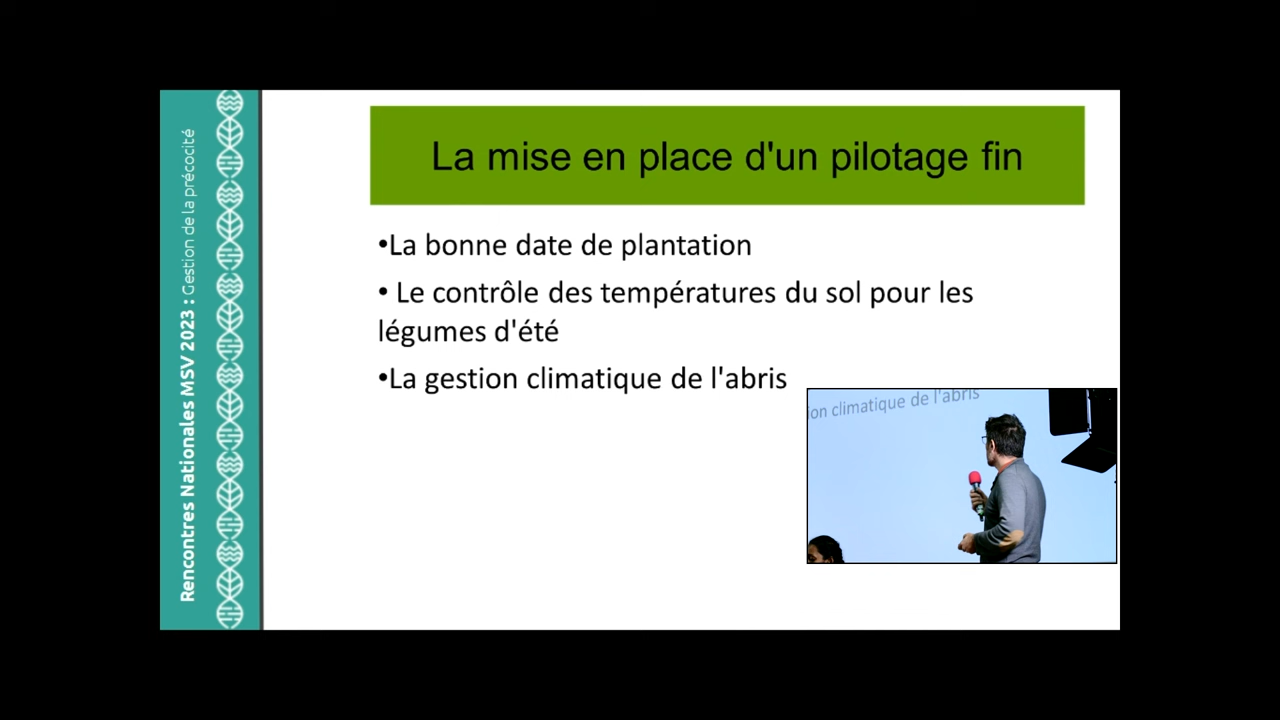 Rencontres Nationales MSV 2023 : Gestion de la précocité
La mise en place d'un pilotage fin
•La bonne date de plantation
• Le contrôle des températures du sol pour les
légumes d'été
•La gestion climatique de l'abris
ion climatique de l'abris